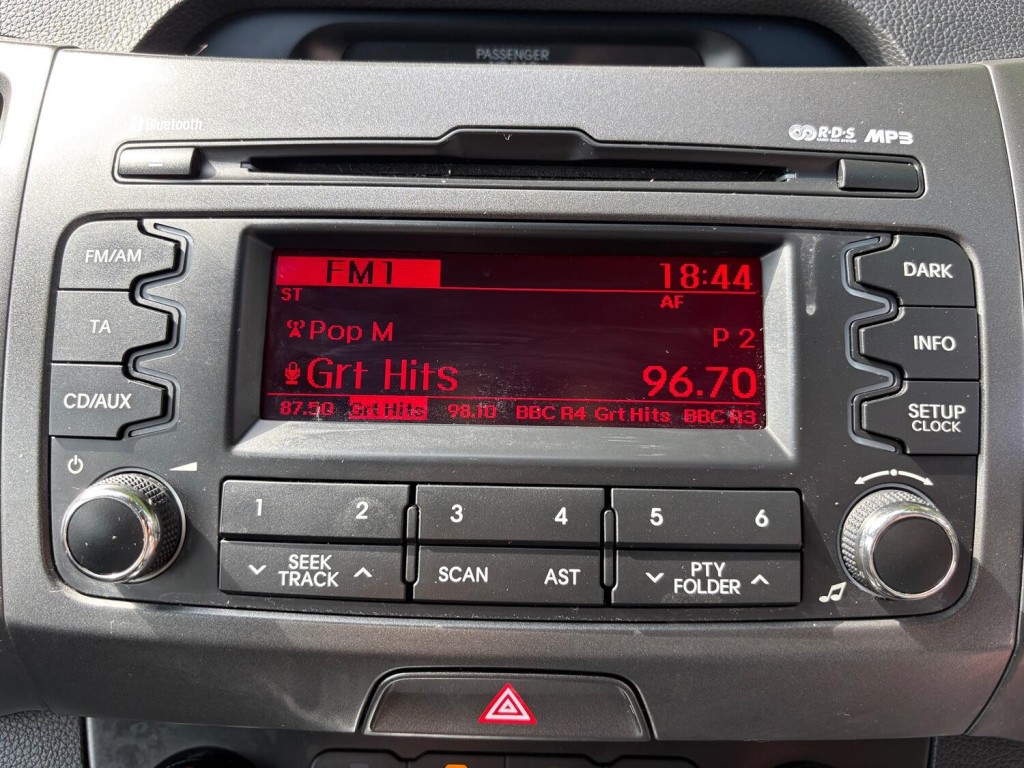 PASSENGER
Bluetooth
R·D·S MP3
FM/AM
TA
CD/AUX
FM1 18:44
ST AF
Pop M P 2
Grt Hits 96.70
87.50 Grt Hits 98.10 BBC R4 Grt Hits BBC R3
DARK
INFO
SETUP
CLOCK
1 2 3 4 5 6
SEEK
TRACK
SCAN AST
PTY
FOLDER